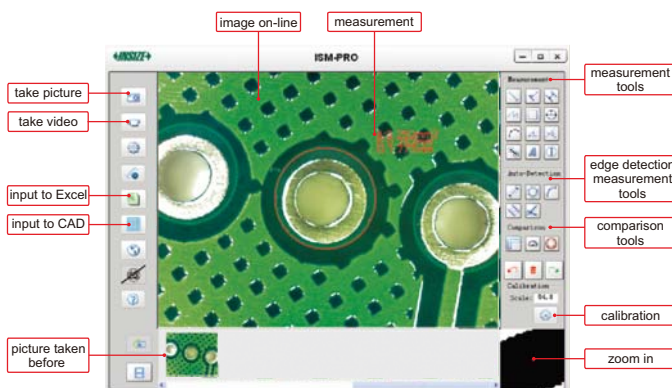 image on-line
measurement
INSIZE
ISM-PRO
take picture
take video
input to Excel
input to CAD
picture taken
before
Measurement
Auto-Detection
Comparison
Calibration
Scale:
measurement
tools
edge detection
measurement
tools
comparison
tools
calibration
zoom in